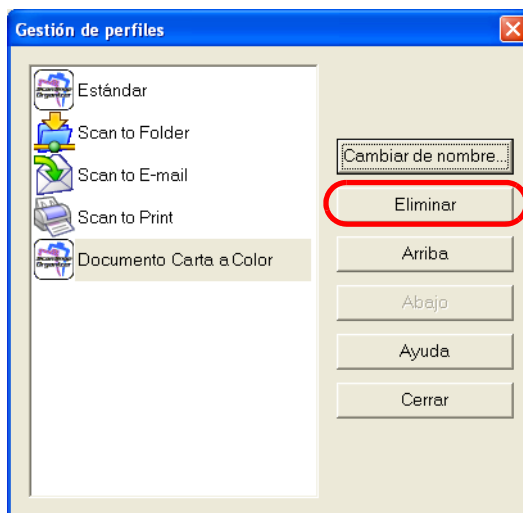 Gestión de perfiles
Estándar
Scan to Folder
Scan to E-mail
Scan to Print
Documento Carta a Color
Cambiar de nombre...
Eliminar
Arriba
Abajo
Ayuda
Cerrar